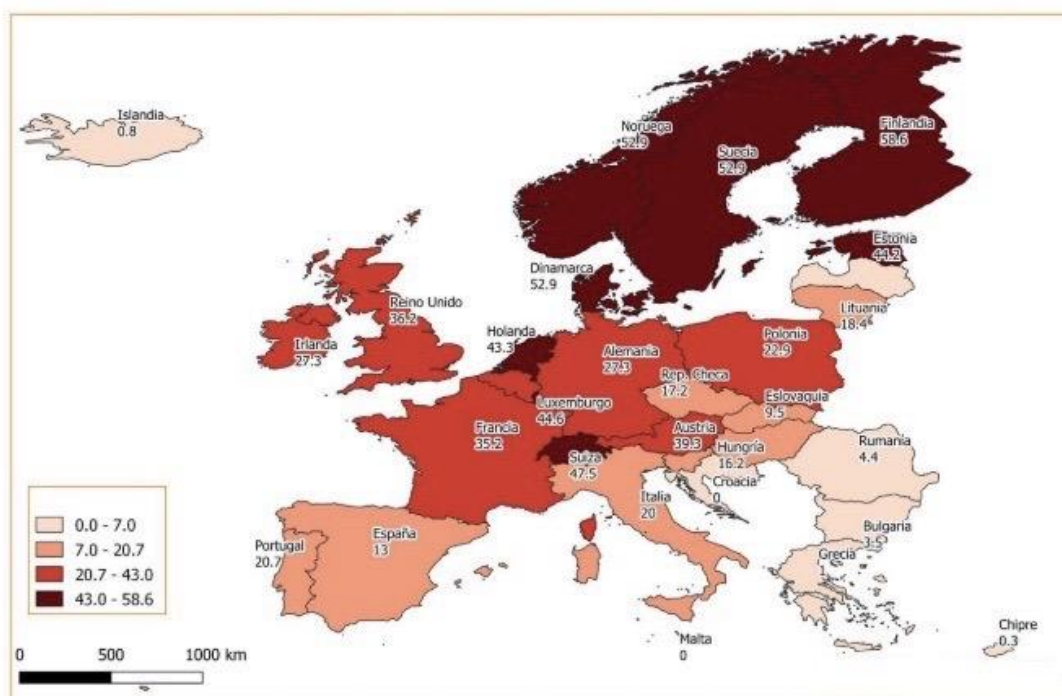 Islandia
0.8
Noruega
52.9
Suecia
52.9
Finlandia
58.6
Estonia
44.2
Dinamarca
52.9
Lituania
18.4
Reino Unido
36.2
Irlanda
27.3
Holanda
43.3
Alemania
27.3
Polonia
22.9
Rep. Checa
17.2
Eslovaquia
9.5
Luxemburgo
44.6
Francia
35.2
Austria
39.3
Hungría
16.2
Rumanía
4.4
Suiza
47.5
Croacia
0
Italia
20
Bulgaria
3.5
España
13
Portugal
20.7
Grecia
1
Malta
0
Chipre
0.3
0.0 - 7.0
7.0 - 20.7
20.7 - 43.0
43.0 - 58.6
0 500 1000 km